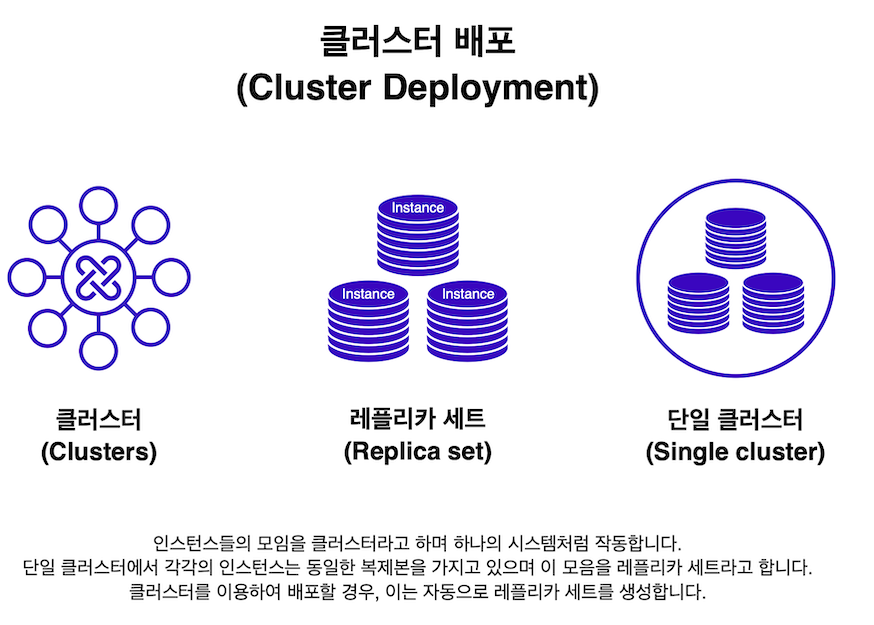 클러스터 배포
(Cluster Deployment)
Instance
Instance
Instance
클러스터
(Clusters)
레플리카 세트
(Replica set)
단일 클러스터
(Single cluster)
인스턴스들의 모임을 클러스터라고 하며 하나의 시스템처럼 작동합니다.
단일 클러스터에서 각각의 인스턴스는 동일한 복제본을 가지고 있으며 이 모음을 레플리카 세트라고 합니다.
클러스터를 이용하여 배포할 경우, 이는 자동으로 레플리카 세트를 생성합니다.